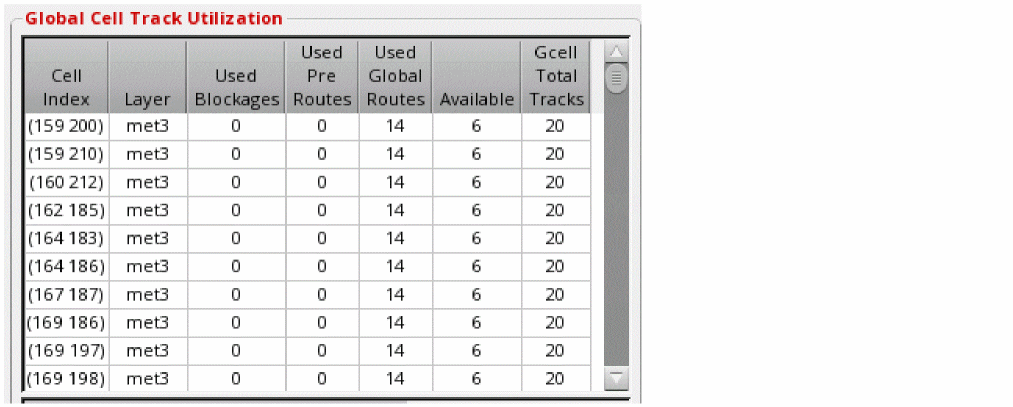 Global Cell Track Utilization
Cell Index Layer Used Blockages Used Pre Routes Used Global Routes Available Gcell Total Tracks
(159 200) met3 0 0 14 6 20
(159 210) met3 0 0 14 6 20
(160 212) met3 0 0 14 6 20
(162 185) met3 0 0 14 6 20
(164 183) met3 0 0 14 6 20
(164 186) met3 0 0 14 6 20
(167 187) met3 0 0 14 6 20
(169 186) met3 0 0 14 6 20
(169 197) met3 0 0 14 6 20
(169 198) met3 0 0 14 6 20